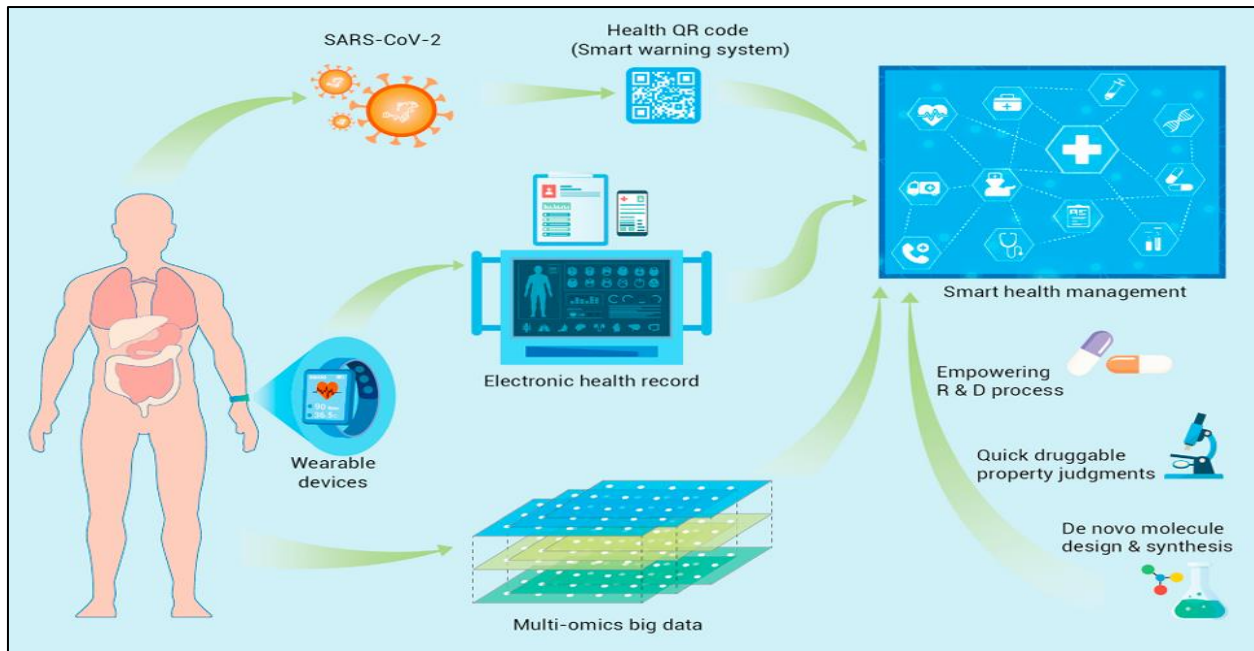 SARS-CoV-2
Health QR code
(Smart warning system)
Smart health management
Electronic health record
Wearable
devices
Multi-omics big data
Empowering
R & D process
Quick druggable
property judgments
De novo molecule
design & synthesis